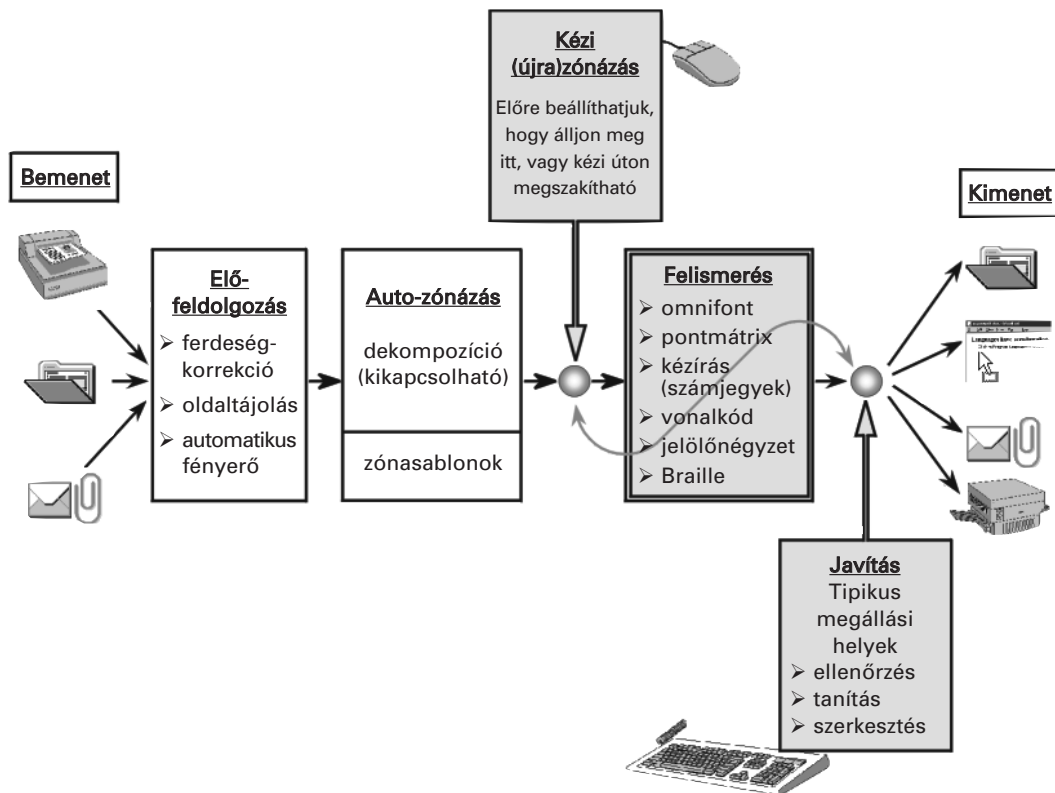 Kézi
(újra)zónázás
Előre beállíthatjuk,
hogy álljon meg
itt, vagy kézi úton
megszakítható
Bemenet
Kimenet
Elő-
feldolgozás
➢ ferdeség-
korrekció
➢ oldaltájolás
➢ automatikus
fényerő
Auto-zónázás
dekompozíció
(kikapcsolható)
zónasablonok
Felismerés
➢ omnifont
➢ pontmátrix
➢ kézírás
(számjegyek)
➢ vonalkód
➢ jelölőnégyzet
➢ Braille
Javítás
Tipikus
megállási
helyek
➢ ellenőrzés
➢ tanítás
➢ szerkesztés